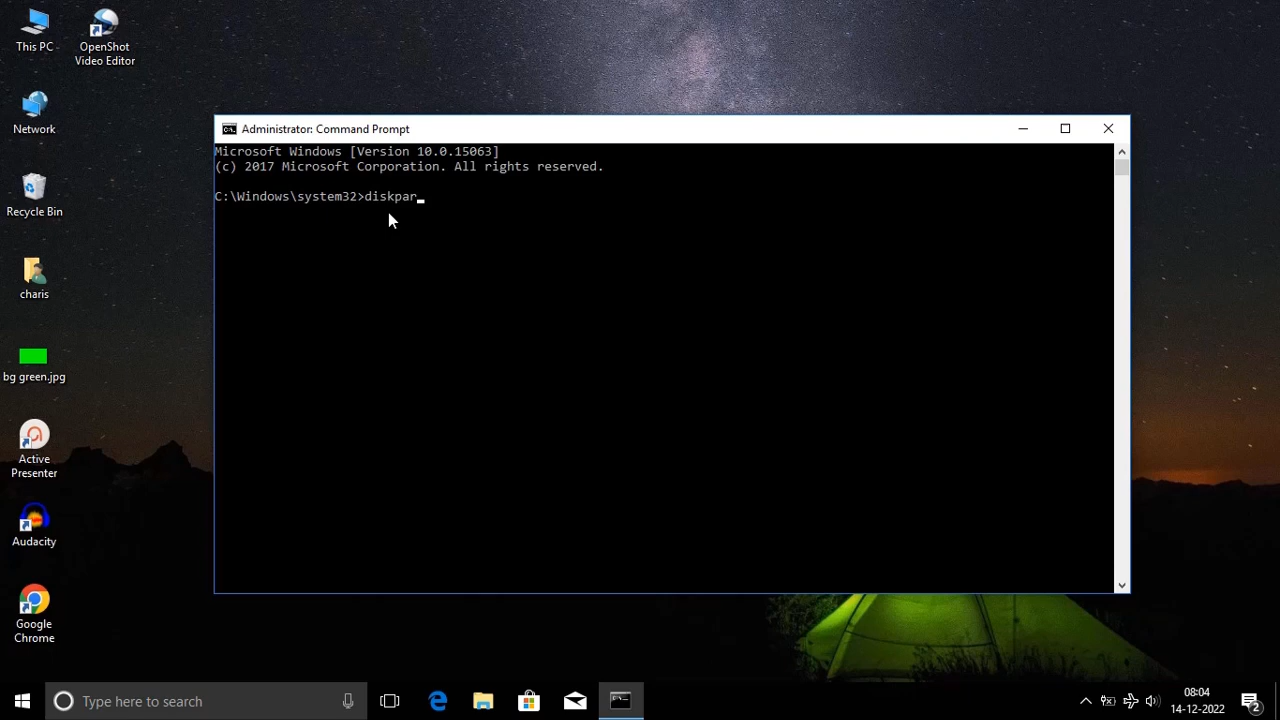 This PC
OpenShot
Video Editor
Network
Recycle Bin
charis
bg green.jpg
Active
Presenter
Audacity
Google
Chrome
Administrator: Command Prompt
Microsoft Windows [Version 10.0.15063]
(c) 2017 Microsoft Corporation. All rights reserved.
C:\Windows\system32>diskpar
Type here to search
08:04
14-12-2022
2